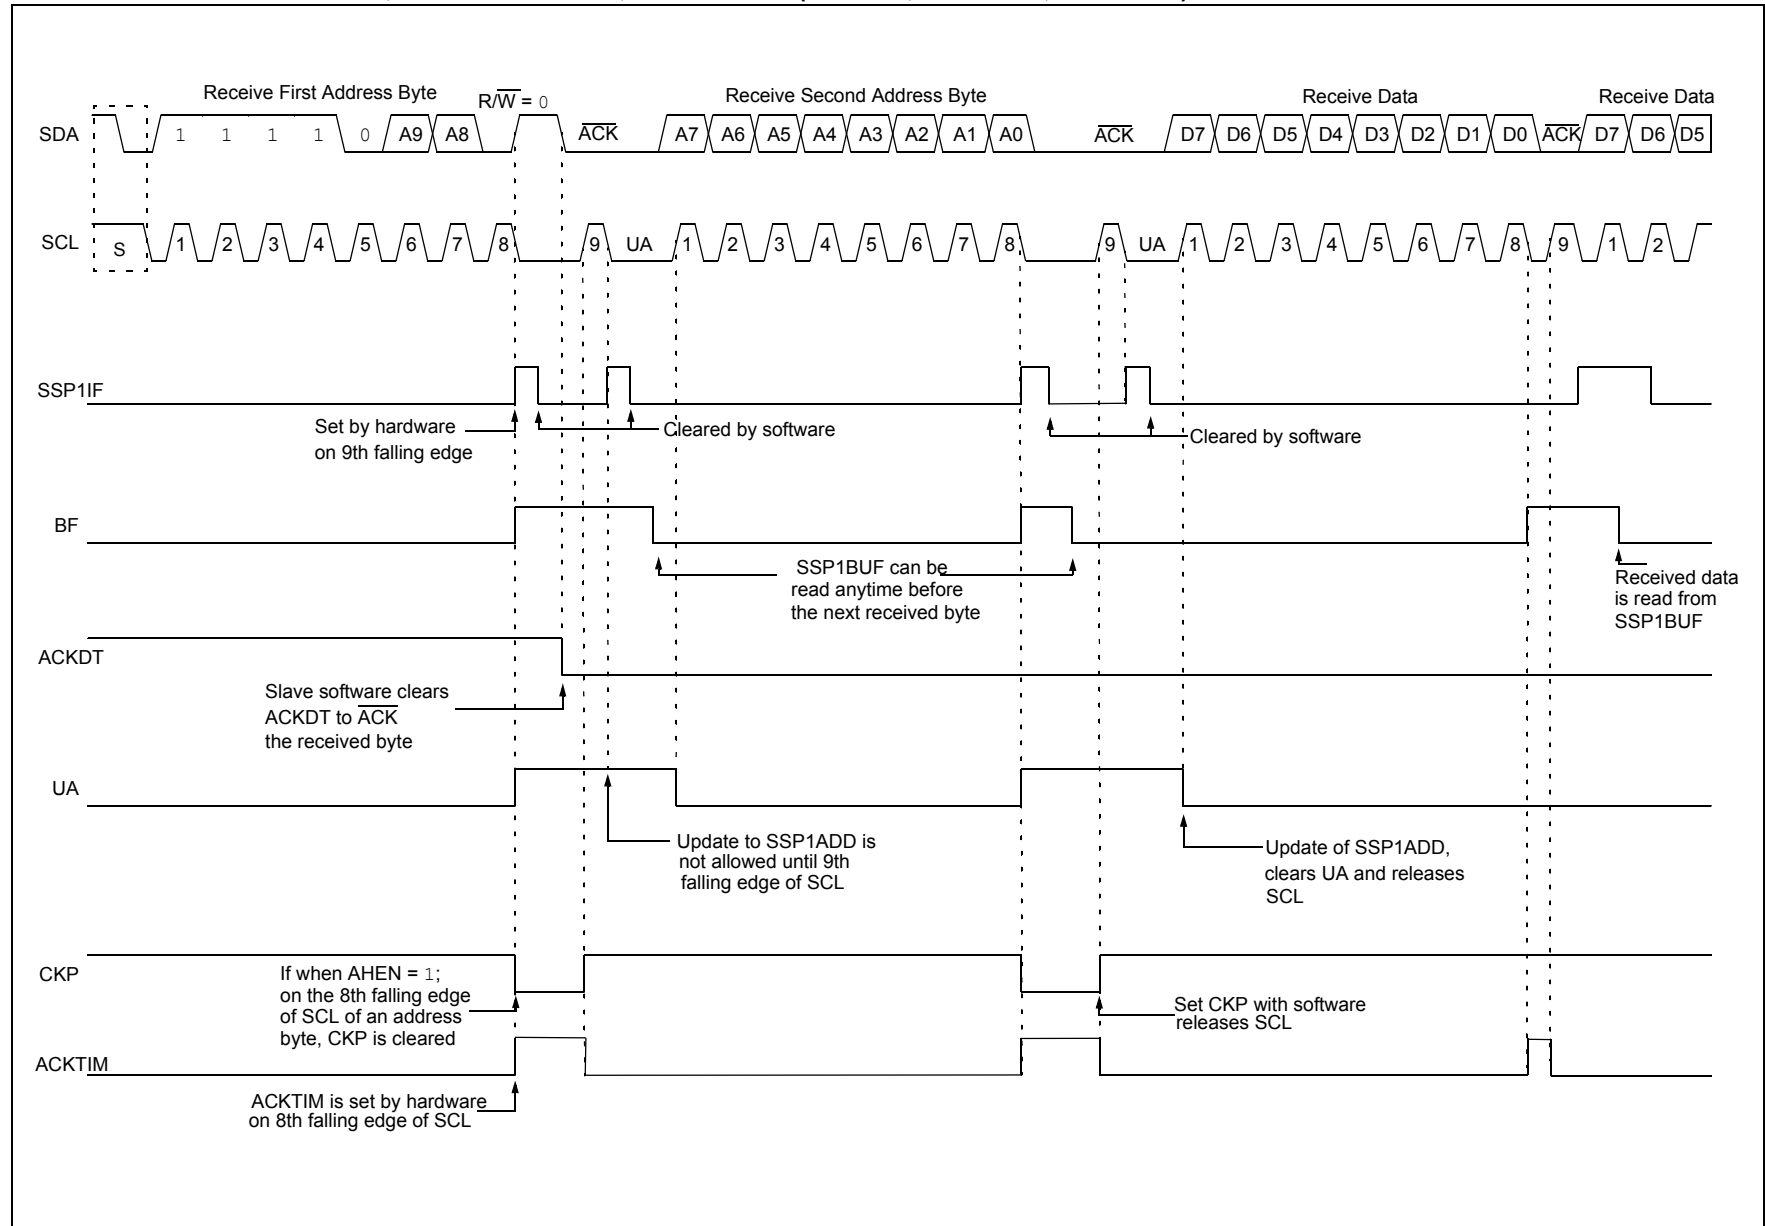 Receive First Address Byte
R/W = 0
Receive Second Address Byte
Receive Data
Receive Data
SDA
1 1 1 1 0 A9 A8
ACK
A7 A6 A5 A4 A3 A2 A1 A0
ACK
D7 D6 D5 D4 D3 D2 D1 D0
ACK
D7 D6 D5
SCL
S
1 2 3 4 5 6 7 8 9 UA 1 2 3 4 5 6 7 8 9 UA 1 2 3 4 5 6 7 8 9 1 2
SSP1IF
Set by hardware
on 9th falling edge
Cleared by software
Cleared by software
BF
SSP1BUF can be
read anytime before
the next received byte
Received data
is read from
SSP1BUF
ACKDT
Slave software clears
ACKDT to ACK
the received byte
UA
Update to SSP1ADD is
not allowed until 9th
falling edge of SCL
Update of SSP1ADD,
clears UA and releases
SCL
CKP
If when AHEN = 1;
on the 8th falling edge
of SCL of an address
byte, CKP is cleared
Set CKP with software
releases SCL
ACKTIM
ACKTIM is set by hardware
on 8th falling edge of SCL